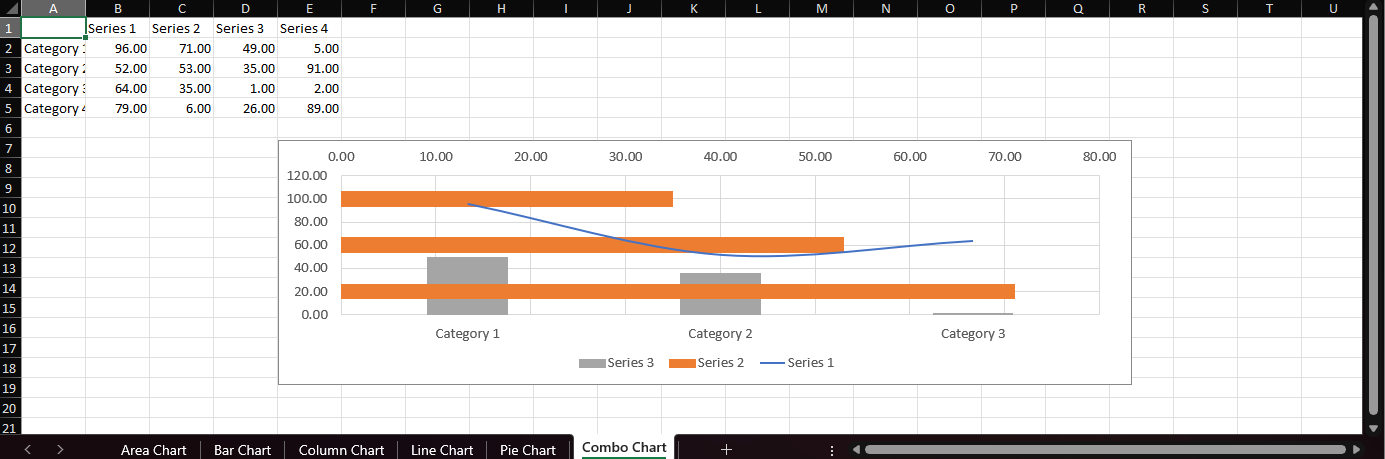 A B C D E F G H I J K L M N O P Q R S T U
1 Series 1 Series 2 Series 3 Series 4
2 Category 96.00 71.00 49.00 5.00
3 Category 52.00 53.00 35.00 91.00
4 Category 64.00 35.00 1.00 2.00
5 Category 79.00 6.00 26.00 89.00
6
7
8
9
10
11
12
13
14
15
16
17
18
19
20
21
0.00 10.00 20.00 30.00 40.00 50.00 60.00 70.00 80.00
120.00
100.00
80.00
60.00
40.00
20.00
0.00
Category 1 Category 2 Category 3
Series 3 Series 2 Series 1
Area Chart Bar Chart Column Chart Line Chart Pie Chart Combo Chart +